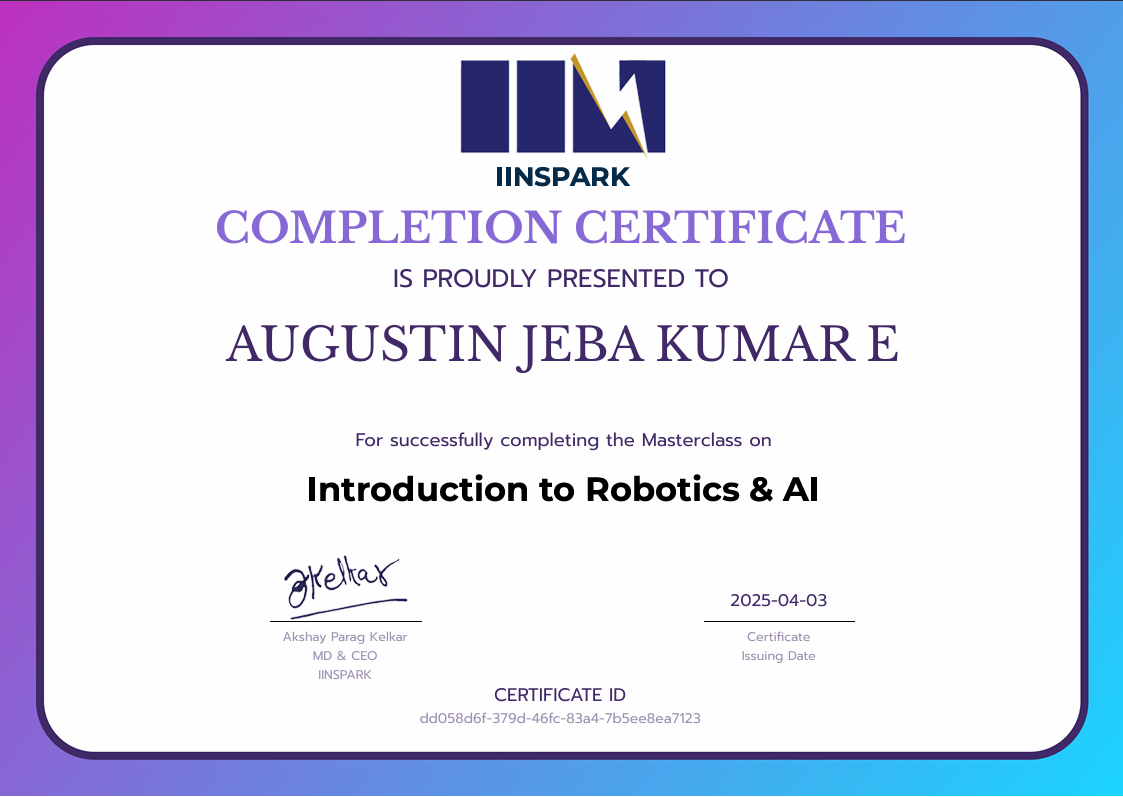 IINSPARK
COMPLETION CERTIFICATE
IS PROUDLY PRESENTED TO
AUGUSTIN JEBA KUMAR E
For successfully completing the Masterclass on
Introduction to Robotics & AI
AKelkar
2025-04-03
Akshay Parag Kelkar
MD & CEO
IINSPARK
Certificate
Issuing Date
CERTIFICATE ID
dd058d6f-379d-46fc-83a4-7b5ee8ea7123